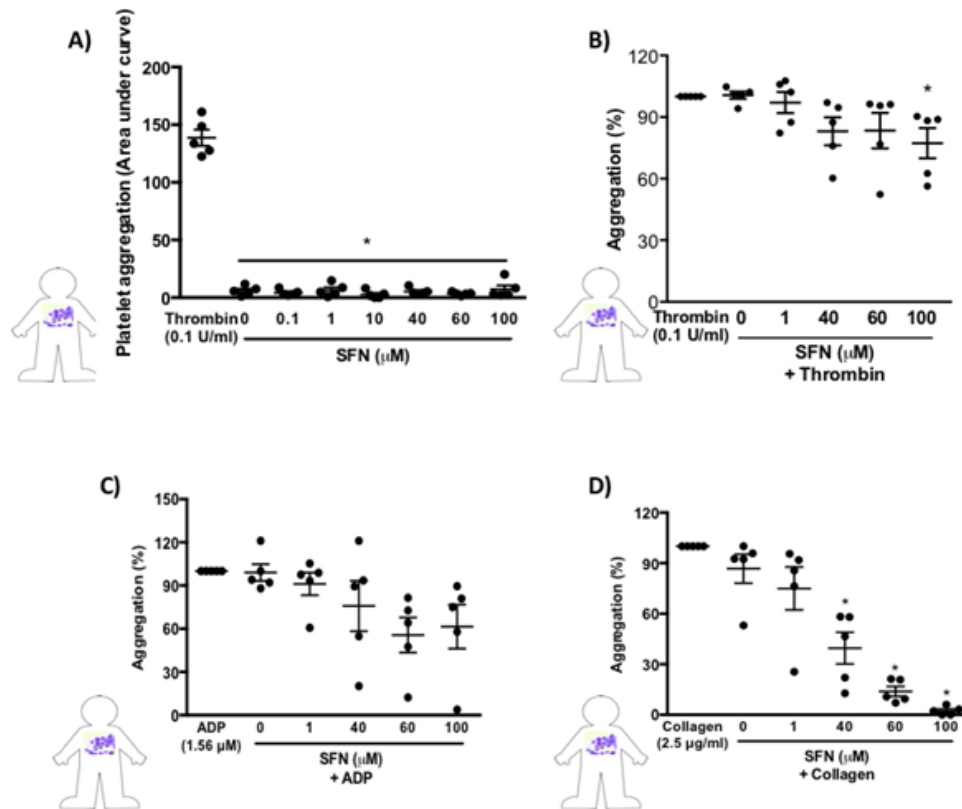 A)
Platelet aggregation (Area under curve)
200
150
100
50
0
Thrombin 0 0.1 1 10 40 60 100
(0.1 U/ml)
SFN (μM)
*
B)
Aggregation (%)
120
90
60
30
0
*
Thrombin 0 1 40 60 100
(0.1 U/ml)
SFN (μM)
+ Thrombin
C)
Aggregation (%)
150
120
90
60
30
0
ADP 0 1 40 60 100
(1.56 μM)
SFN (μM)
+ ADP
D)
Aggregation (%)
120
90
60
30
0
* * *
Collagen 0 1 40 60 100
(2.5 μg/ml)
SFN (μM)
+ Collagen